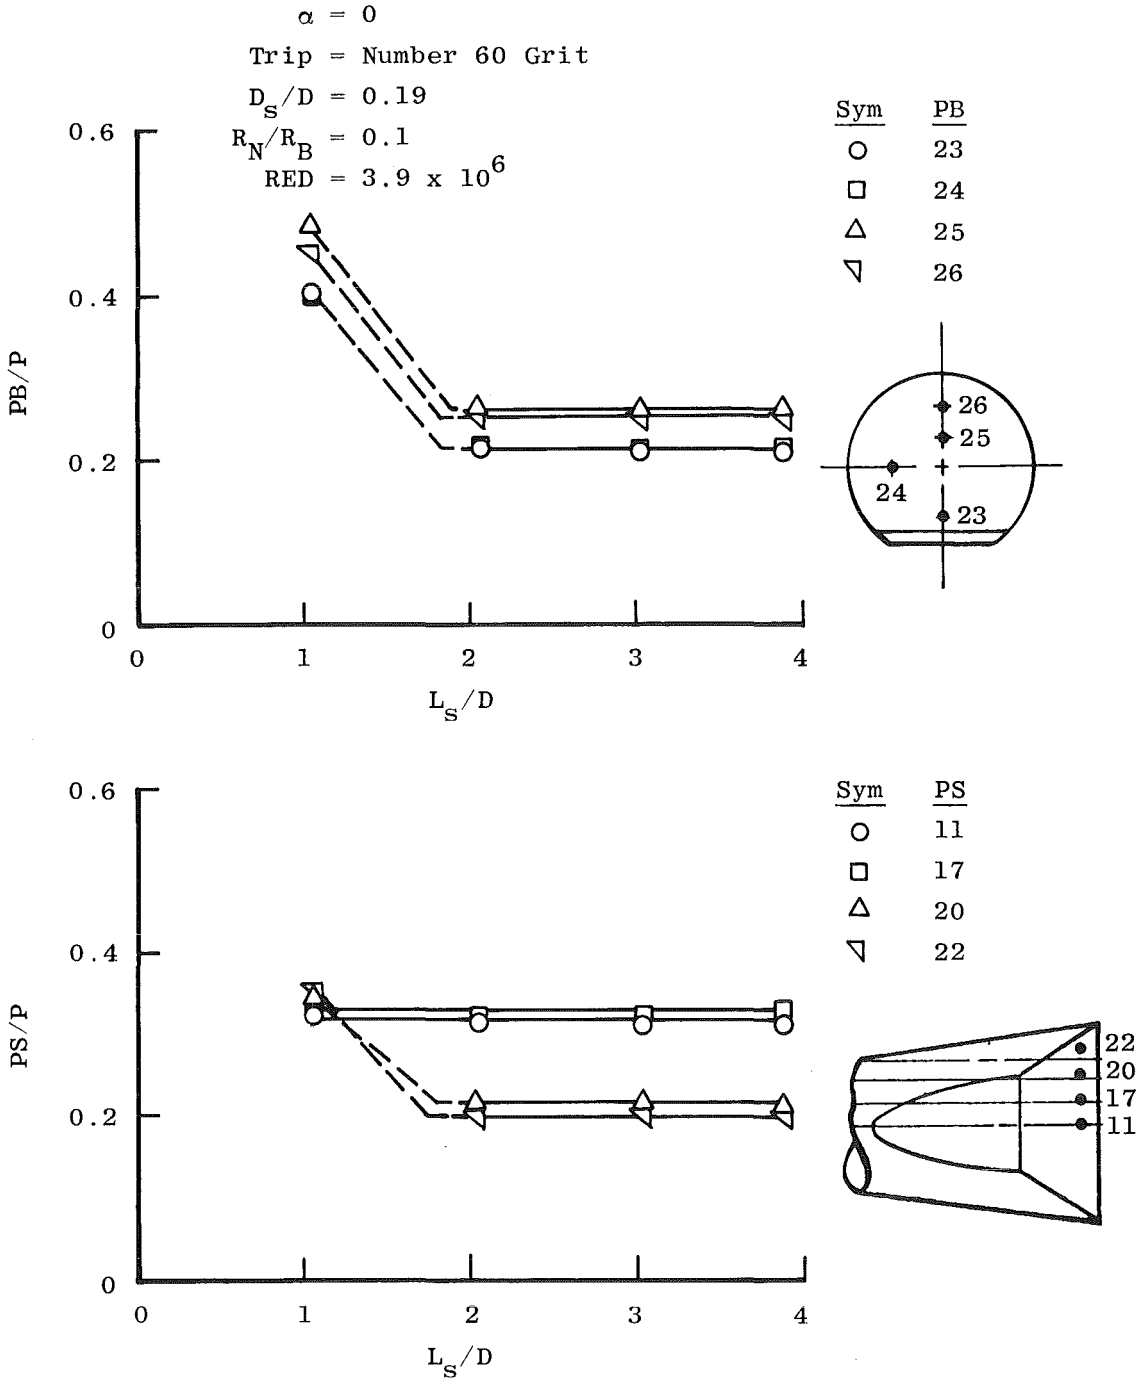 α = 0
Trip = Number 60 Grit
D_s/D = 0.19
R_N/R_B = 0.1
RED = 3.9 x 10^6
Sym PB
23
24
25
26
0.6
0.4
0.2
0
PB/P
0 1 2 3 4
L_s/D
26
25
24
23
Sym PS
11
17
20
22
0.6
0.4
0.2
0
PS/P
0 1 2 3 4
L_s/D
22
20
17
11